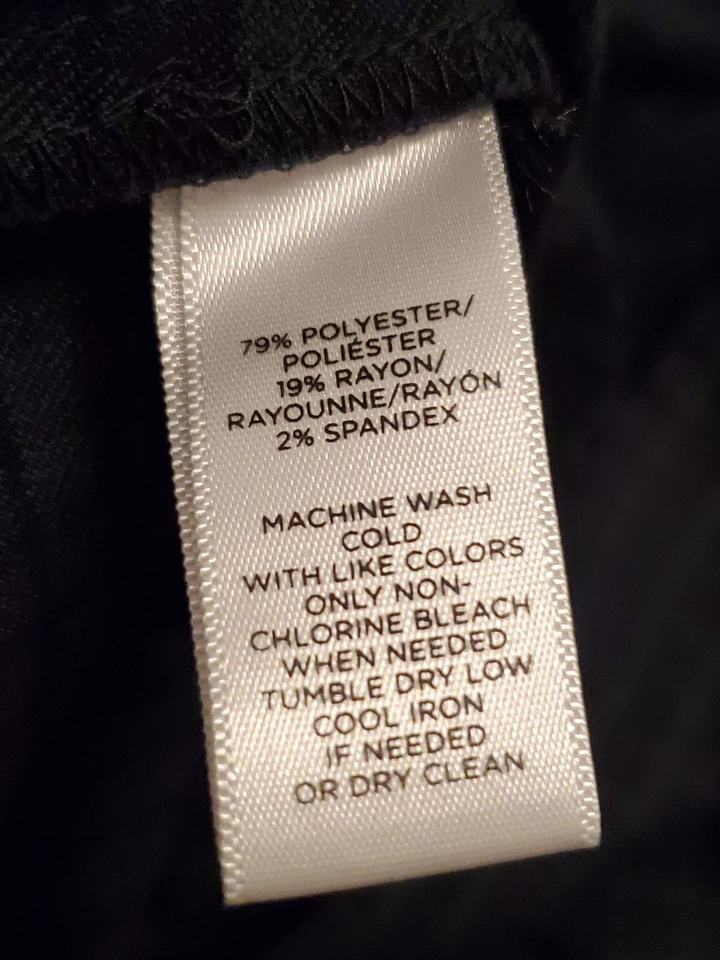 79% POLYESTER/
POLIÉSTER
19% RAYON/
RAYOUNNE/RAYÓN
2% SPANDEX
MACHINE WASH
COLD
WITH LIKE COLORS
ONLY NON-
CHLORINE BLEACH
WHEN NEEDED
TUMBLE DRY LOW
COOL IRON
IF NEEDED
OR DRY CLEAN